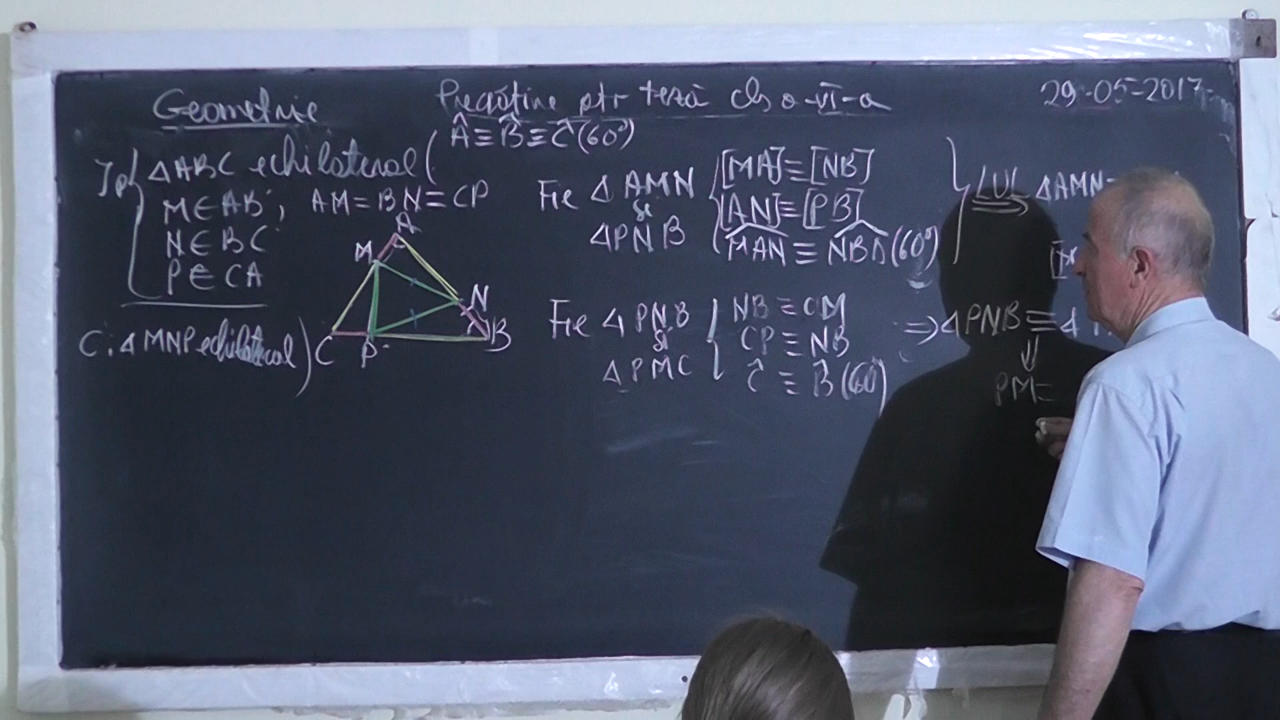 Geometrie
Pregătire ptr teză cls a-VI-a
29-05-2017
Â≡B̂≡Ĉ(60°)
Ip ΔABC echilateral (
M∈AB; AM=BN=CP
N∈BC
P∈CA
C: ΔMNP echilateral)
A
M
N
C P B
Fie ΔAMN
și
ΔPNB
[MA]≡[NB]
[AN]≡[PB]
MAN ≡ NBP(60°)
LUL ΔAMN≡
Fie ΔPNB
și
ΔPMC
NB ≡ CM
CP ≡ NB
Ĉ ≡ B̂(60°)
⇒ΔPNB≡Δ
⇓
PM=